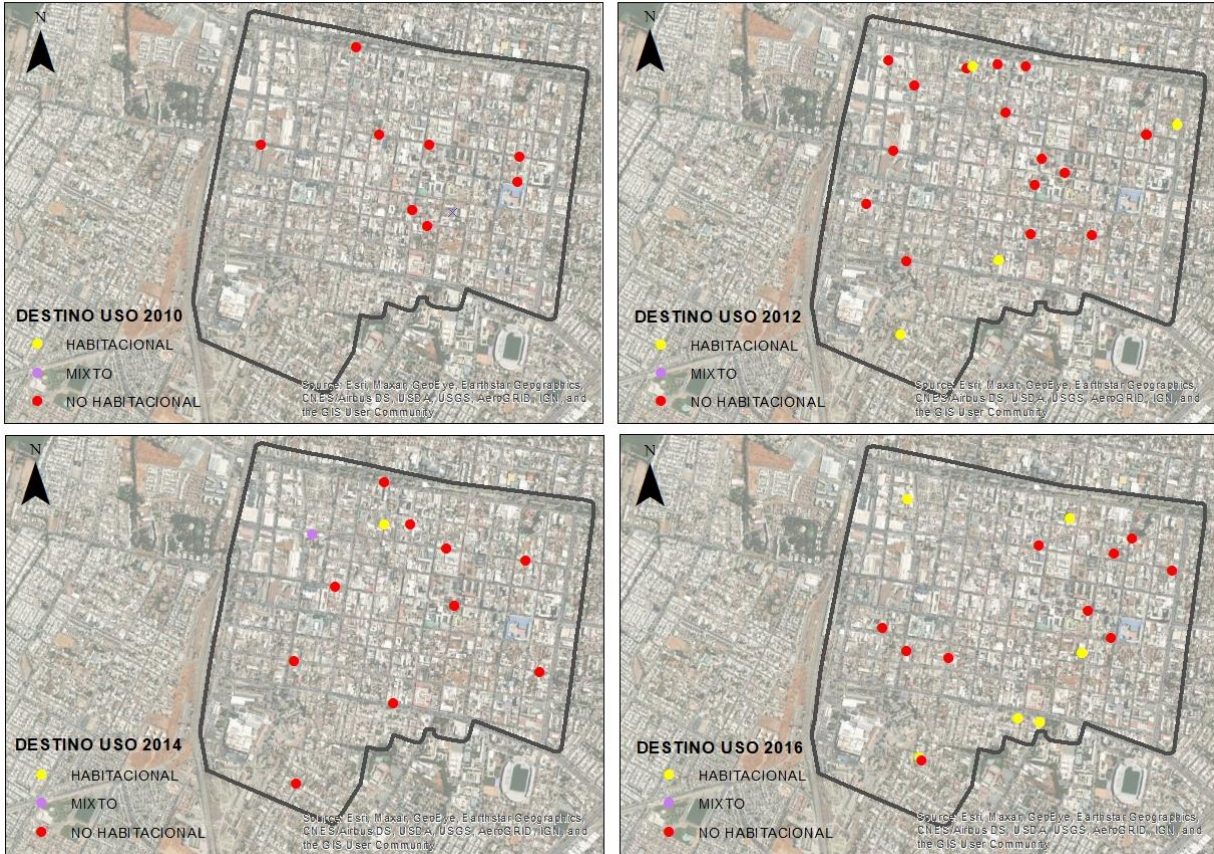 N
DESTINO USO 2010
HABITACIONAL
MIXTO
NO HABITACIONAL
Source: Esri, Maxar, GeoEye, Earthstar Geographics,
CNES/Airbus DS, USDA, USGS, AeroGRID, IGN, and
the GIS User Community
N
DESTINO USO 2012
HABITACIONAL
MIXTO
NO HABITACIONAL
Source: Esri, Maxar, GeoEye, Earthstar Geographics,
CNES/Airbus DS, USDA, USGS, AeroGRID, IGN, and
the GIS User Community
N
DESTINO USO 2014
HABITACIONAL
MIXTO
NO HABITACIONAL
Source: Esri, Maxar, GeoEye, Earthstar Geographics,
CNES/Airbus DS, USDA, USGS, AeroGRID, IGN, and
the GIS User Community
N
DESTINO USO 2016
HABITACIONAL
MIXTO
NO HABITACIONAL
Source: Esri, Maxar, GeoEye, Earthstar Geographics,
CNES/Airbus DS, USDA, USGS, AeroGRID, IGN, and
the GIS User Community